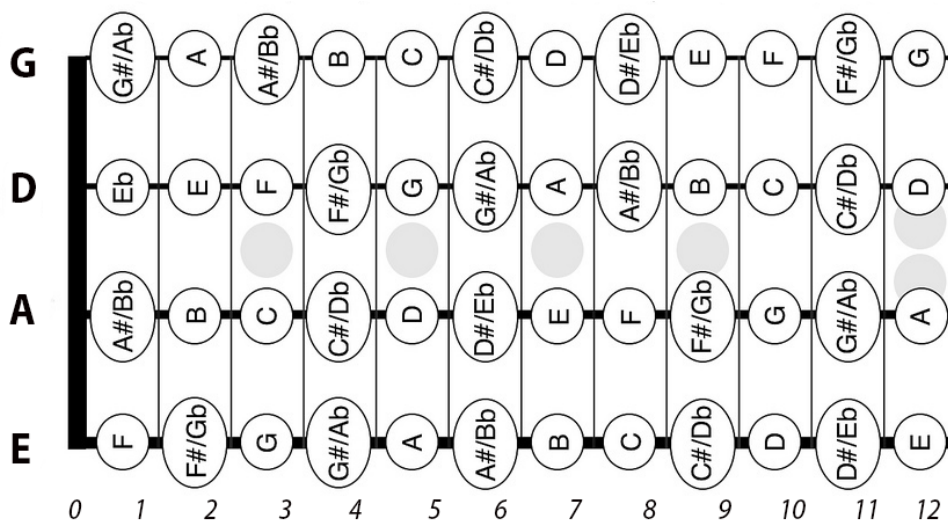 G G#/Ab A A#/Bb B C C#/Db D D#/Eb E F F#/Gb G
D Eb E F F#/Gb G G#/Ab A A#/Bb B C C#/Db D
A A#/Bb B C C#/Db D D#/Eb E F F#/Gb G G#/Ab A
E F F#/Gb G G#/Ab A A#/Bb B C C#/Db D D#/Eb E
0 1 2 3 4 5 6 7 8 9 10 11 12